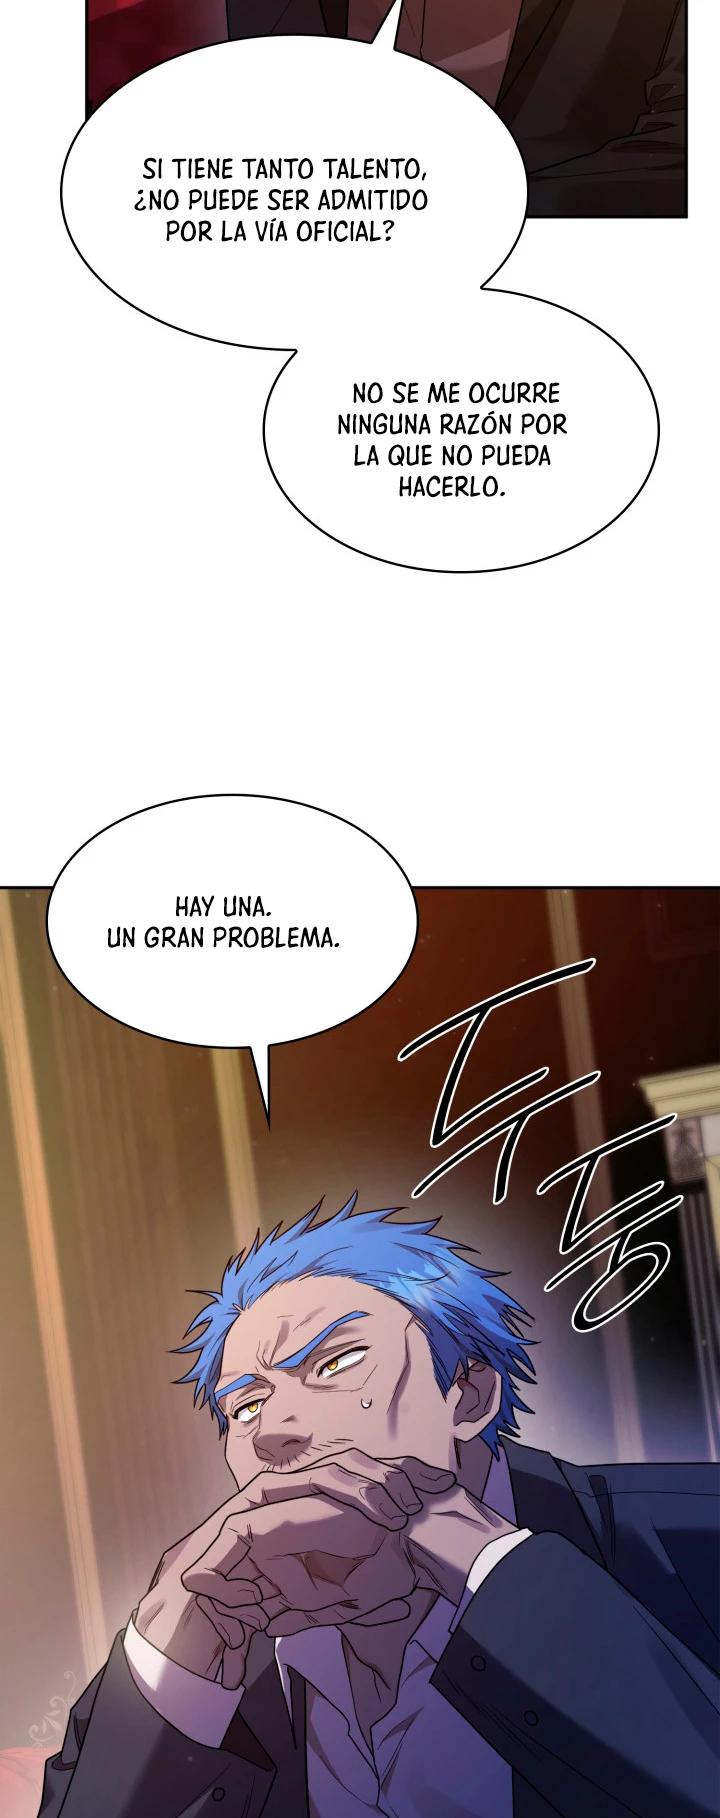 SI TIENE TANTO TALENTO,
¿NO PUEDE SER ADMITIDO
POR LA VÍA OFICIAL?
NO SE ME OCURRE
NINGUNA RAZÓN POR
LA QUE NO PUEDA
HACERLO.
HAY UNA.
UN GRAN PROBLEMA.